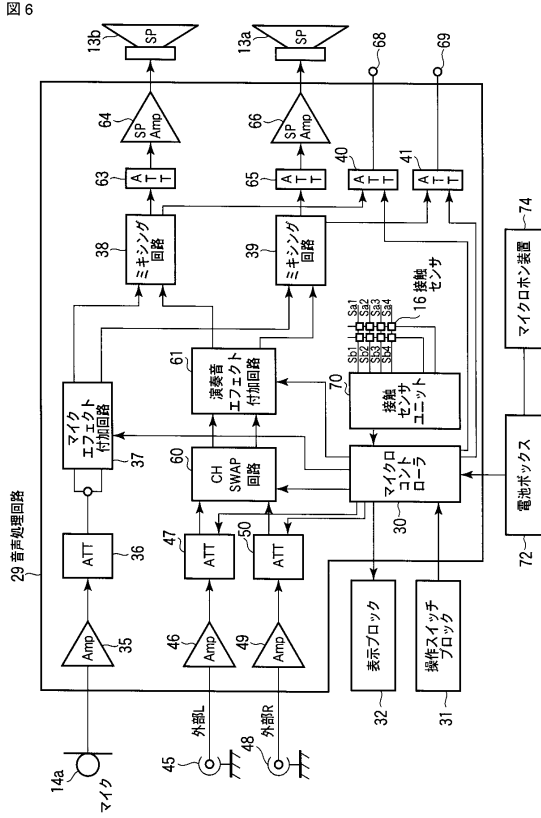 図6
29 音声処理回路
14a
マイク
Amp
35
ATT
36
マイク
エフェクト
付加回路
37
ミキシング
回路
38
ATT
63
SP
Amp
64
SP
13b
45
外部L
Amp
46
ATT
47
48
外部R
Amp
49
ATT
50
CH
SWAP
回路
60
演奏音
エフェクト
付加回路
61
ミキシング
回路
39
ATT
65
SP
Amp
66
SP
13a
ATT
40
68
ATT
41
69
表示ブロック
32
操作スイッチ
ブロック
31
マイクロ
コント
ローラ
30
接触
センサ
ユニット
70
Sb1
Sb2
Sb3
Sb4
Sa1
Sa2
Sa3
Sa4
16 接触
センサ
電池ボックス
72
マイクロホン装置
74